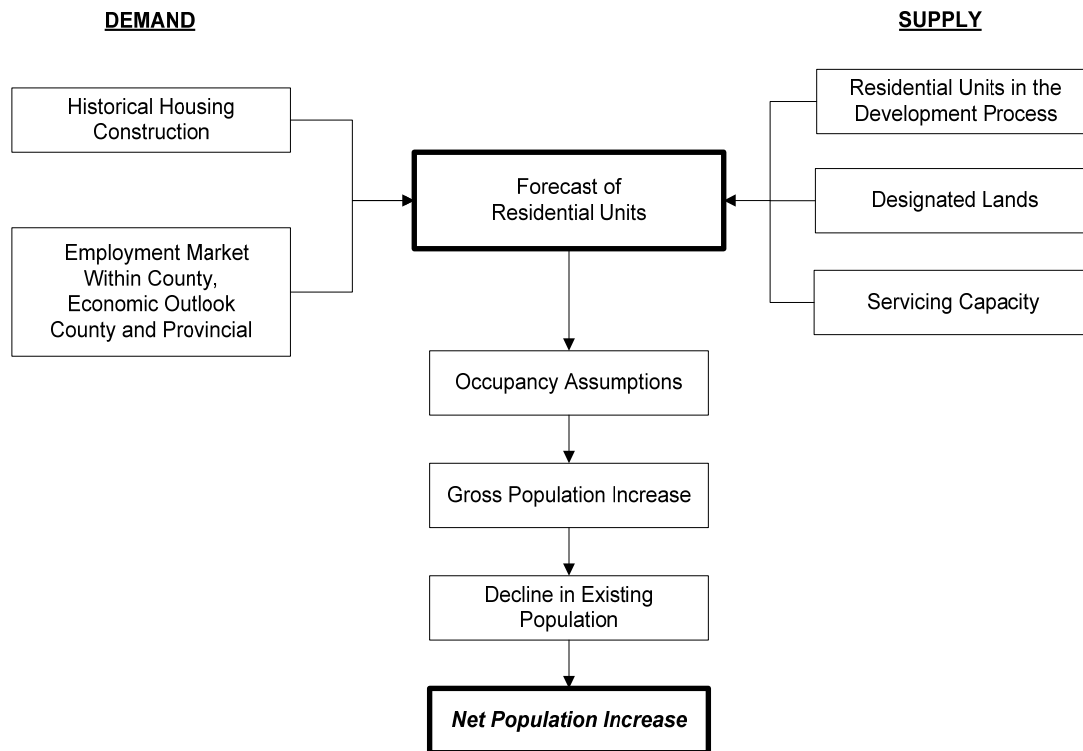 DEMAND
SUPPLY
Historical Housing
Construction
Employment Market
Within County,
Economic Outlook
County and Provincial
Forecast of
Residential Units
Residential Units in the
Development Process
Designated Lands
Servicing Capacity
Occupancy Assumptions
Gross Population Increase
Decline in Existing
Population
Net Population Increase